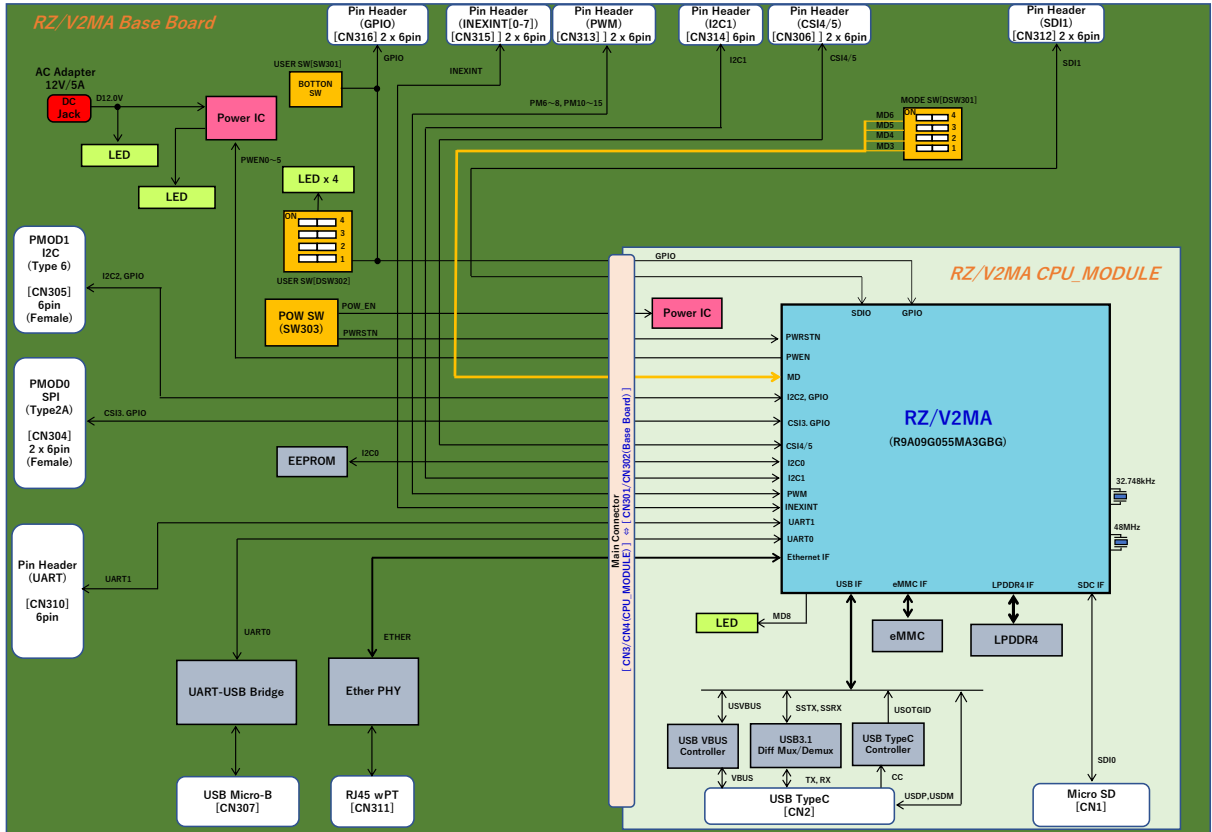 RZ/V2MA Base Board
Pin Header
(GPIO)
[CN316] 2 x 6pin
Pin Header
(INEXINT[0-7])
[CN315] ] 2 x 6pin
Pin Header
(PWM)
[CN313] ] 2 x 6pin
Pin Header
(I2C1)
[CN314] 6pin
Pin Header
(CSI4/5)
[CN306] ] 2 x 6pin
Pin Header
(SDI1)
[CN312] 2 x 6pin
GPIO
INEXINT
PM6~8, PM10~15
I2C1
CSI4/5
SDI1
USER SW[SW301]
BOTTON
SW
AC Adapter
12V/5A
DC
Jack
D12.0V
Power IC
LED
LED
PWEN0~5
MODE SW[DSW301]
MD6
MD5
MD4
MD3
ON
4
3
2
1
LED x 4
ON
4
3
2
1
USER SW[DSW302]
PMOD1
I2C
(Type 6)
[CN305]
6pin
(Female)
I2C2, GPIO
POW SW
(SW303)
POW_EN
PWRSTN
PMOD0
SPI
(Type2A)
[CN304]
2 x 6pin
(Female)
CSI3. GPIO
EEPROM
I2C0
Pin Header
(UART)
[CN310]
6pin
UART1
UART0
ETHER
UART-USB Bridge
Ether PHY
USB Micro-B
[CN307]
RJ45 wPT
[CN311]
Main Connector
[ CN3/CN4(CPU_MODULE) ] ⇔ [ CN301/CN302(Base Board) ]
GPIO
RZ/V2MA CPU_MODULE
Power IC
SDIO
GPIO
PWRSTN
PWEN
MD
I2C2, GPIO
CSI3. GPIO
CSI4/5
I2C0
I2C1
PWM
INEXINT
UART1
UART0
Ethernet IF
RZ/V2MA
(R9A09G055MA3GBG)
32.748kHz
48MHz
USB IF
eMMC IF
LPDDR4 IF
SDC IF
LED
MD8
eMMC
LPDDR4
USVBUS
SSTX, SSRX
USOTGID
USB VBUS
Controller
USB3.1
Diff Mux/Demux
USB TypeC
Controller
VBUS
TX, RX
CC
USDP,USDM
SDI0
USB TypeC
[CN2]
Micro SD
[CN1]